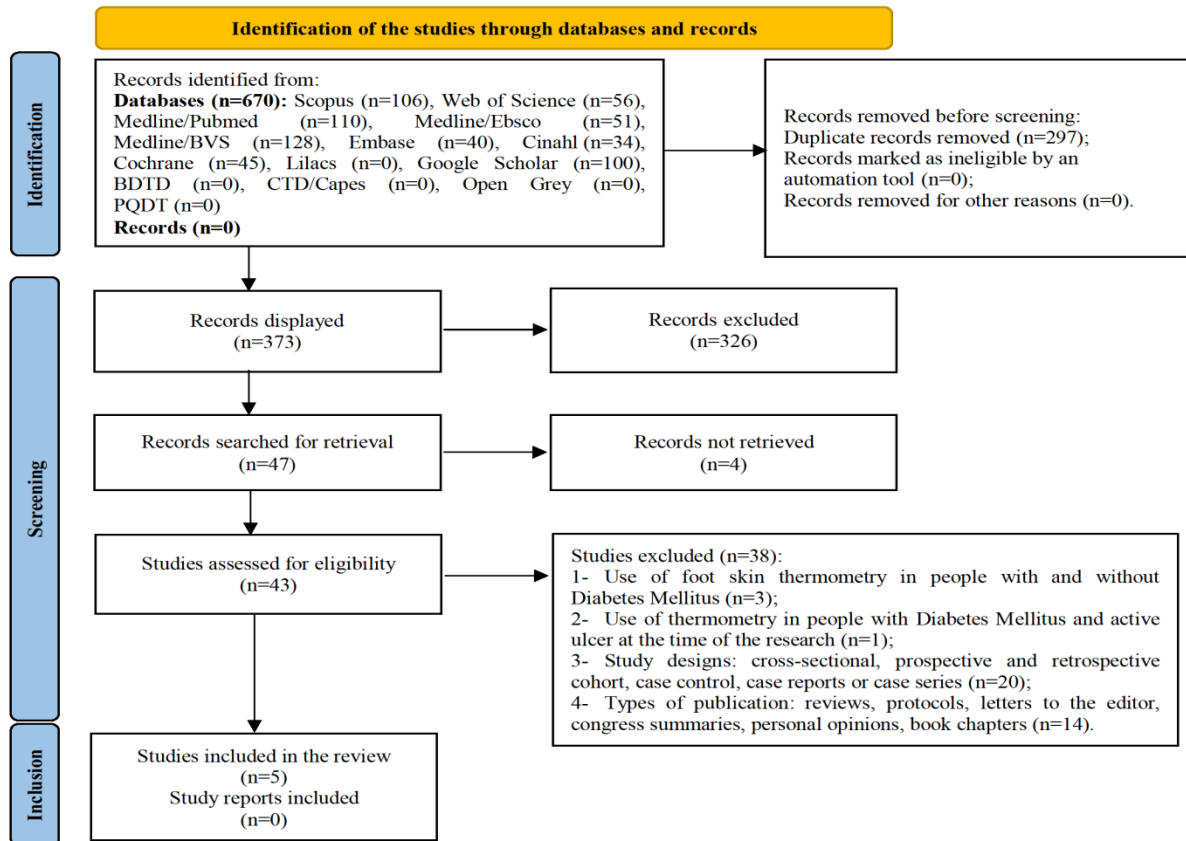 Identification of the studies through databases and records
Identification
Records identified from:
Databases (n=670): Scopus (n=106), Web of Science (n=56),
Medline/Pubmed (n=110), Medline/Ebsco (n=51),
Medline/BVS (n=128), Embase (n=40), Cinahl (n=34),
Cochrane (n=45), Lilacs (n=0), Google Scholar (n=100),
BDTD (n=0), CTD/Capes (n=0), Open Grey (n=0),
PQDT (n=0)
Records (n=0)
Records removed before screening:
Duplicate records removed (n=297);
Records marked as ineligible by an
automation tool (n=0);
Records removed for other reasons (n=0).
Screening
Records displayed
(n=373)
Records excluded
(n=326)
Records searched for retrieval
(n=47)
Records not retrieved
(n=4)
Studies assessed for eligibility
(n=43)
Studies excluded (n=38):
1- Use of foot skin thermometry in people with and without
Diabetes Mellitus (n=3);
2- Use of thermometry in people with Diabetes Mellitus and active
ulcer at the time of the research (n=1);
3- Study designs: cross-sectional, prospective and retrospective
cohort, case control, case reports or case series (n=20);
4- Types of publication: reviews, protocols, letters to the editor,
congress summaries, personal opinions, book chapters (n=14).
Inclusion
Studies included in the review
(n=5)
Study reports included
(n=0)